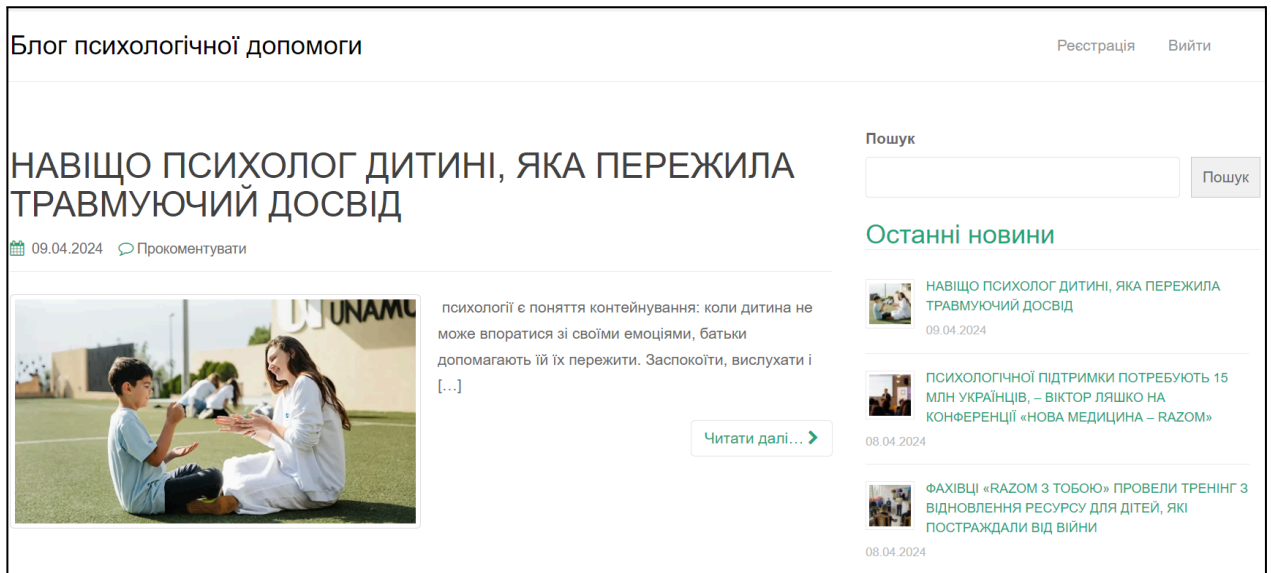 Блог психологічної допомоги
Реєстрація Вийти
НАВІЩО ПСИХОЛОГ ДИТИНІ, ЯКА ПЕРЕЖИЛА
ТРАВМУЮЧИЙ ДОСВІД
09.04.2024 Прокоментувати
UNAMO
психології є поняття контейнування: коли дитина не
може впоратися зі своїми емоціями, батьки
допомагають їй їх пережити. Заспокоїти, вислухати і
[…]
Читати далі…
Пошук
Пошук
Останні новини
НАВІЩО ПСИХОЛОГ ДИТИНІ, ЯКА ПЕРЕЖИЛА
ТРАВМУЮЧИЙ ДОСВІД
09.04.2024
ПСИХОЛОГІЧНОЇ ПІДТРИМКИ ПОТРЕБУЮТЬ 15
МЛН УКРАЇНЦІВ, – ВІКТОР ЛЯШКО НА
КОНФЕРЕНЦІЇ «НОВА МЕДИЦИНА – RAZOM»
08.04.2024
ФАХІВЦІ «RAZOM З ТОБОЮ» ПРОВЕЛИ ТРЕНІНГ З
ВІДНОВЛЕННЯ РЕСУРСУ ДЛЯ ДІТЕЙ, ЯКІ
ПОСТРАЖДАЛИ ВІД ВІЙНИ
08.04.2024